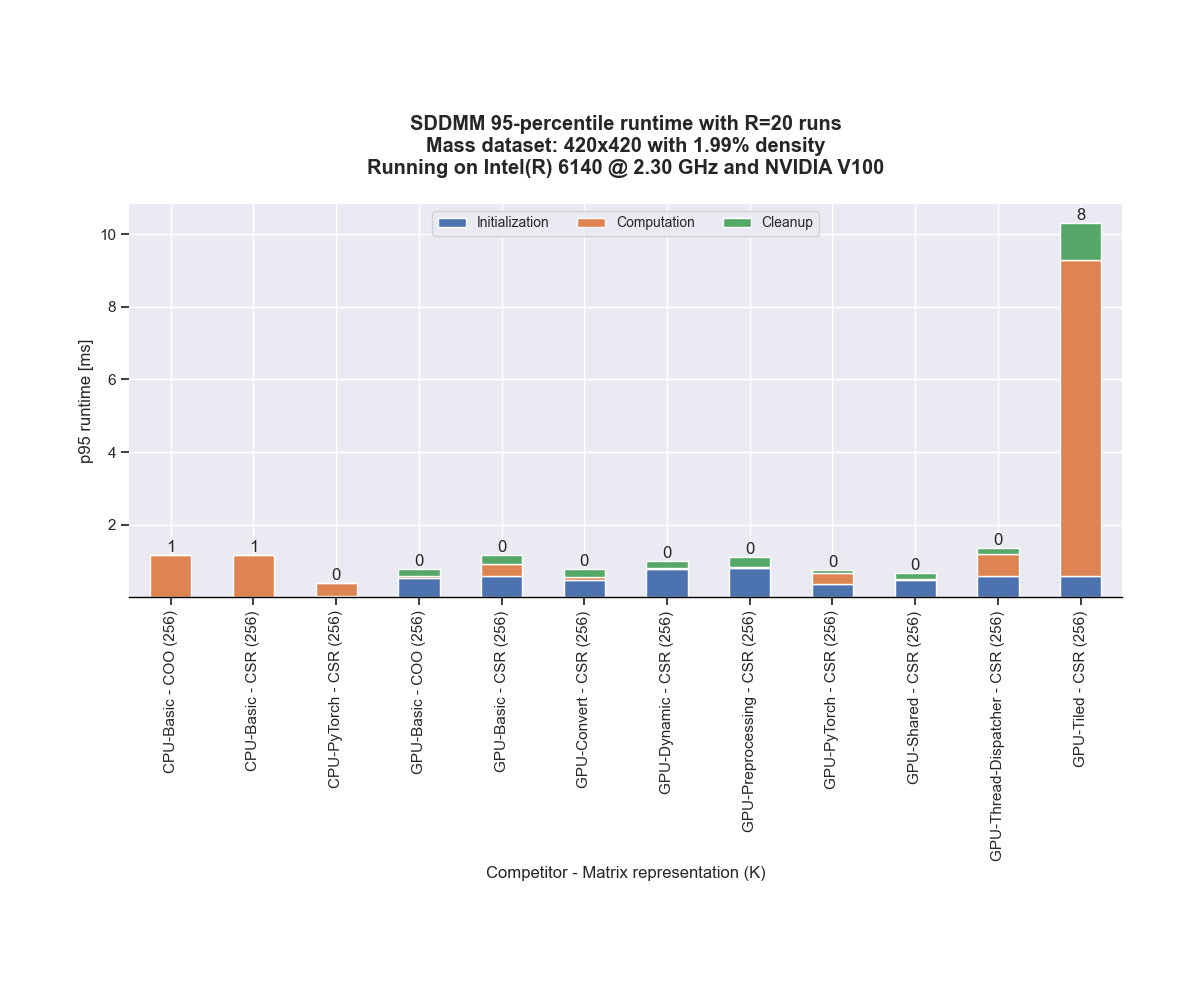 SDDMM 95-percentile runtime with R=20 runs
Mass dataset: 420x420 with 1.99% density
Running on Intel(R) 6140 @ 2.30 GHz and NVIDIA V100
Initialization
Computation
Cleanup
p95 runtime [ms]
10
8
6
4
2
1
1
0
0
0
0
0
0
0
0
0
8
CPU-Basic - COO (256)
CPU-Basic - CSR (256)
CPU-PyTorch - CSR (256)
GPU-Basic - COO (256)
GPU-Basic - CSR (256)
GPU-Convert - CSR (256)
GPU-Dynamic - CSR (256)
GPU-Preprocessing - CSR (256)
GPU-PyTorch - CSR (256)
GPU-Shared - CSR (256)
GPU-Thread-Dispatcher - CSR (256)
GPU-Tiled - CSR (256)
Competitor - Matrix representation (K)